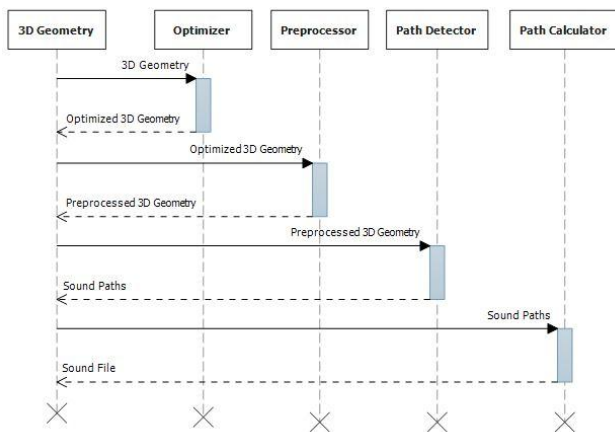 3D Geometry
Optimizer
Preprocessor
Path Detector
Path Calculator
3D Geometry
Optimized 3D Geometry
Optimized 3D Geometry
Preprocessed 3D Geometry
Preprocessed 3D Geometry
Sound Paths
Sound Paths
Sound File